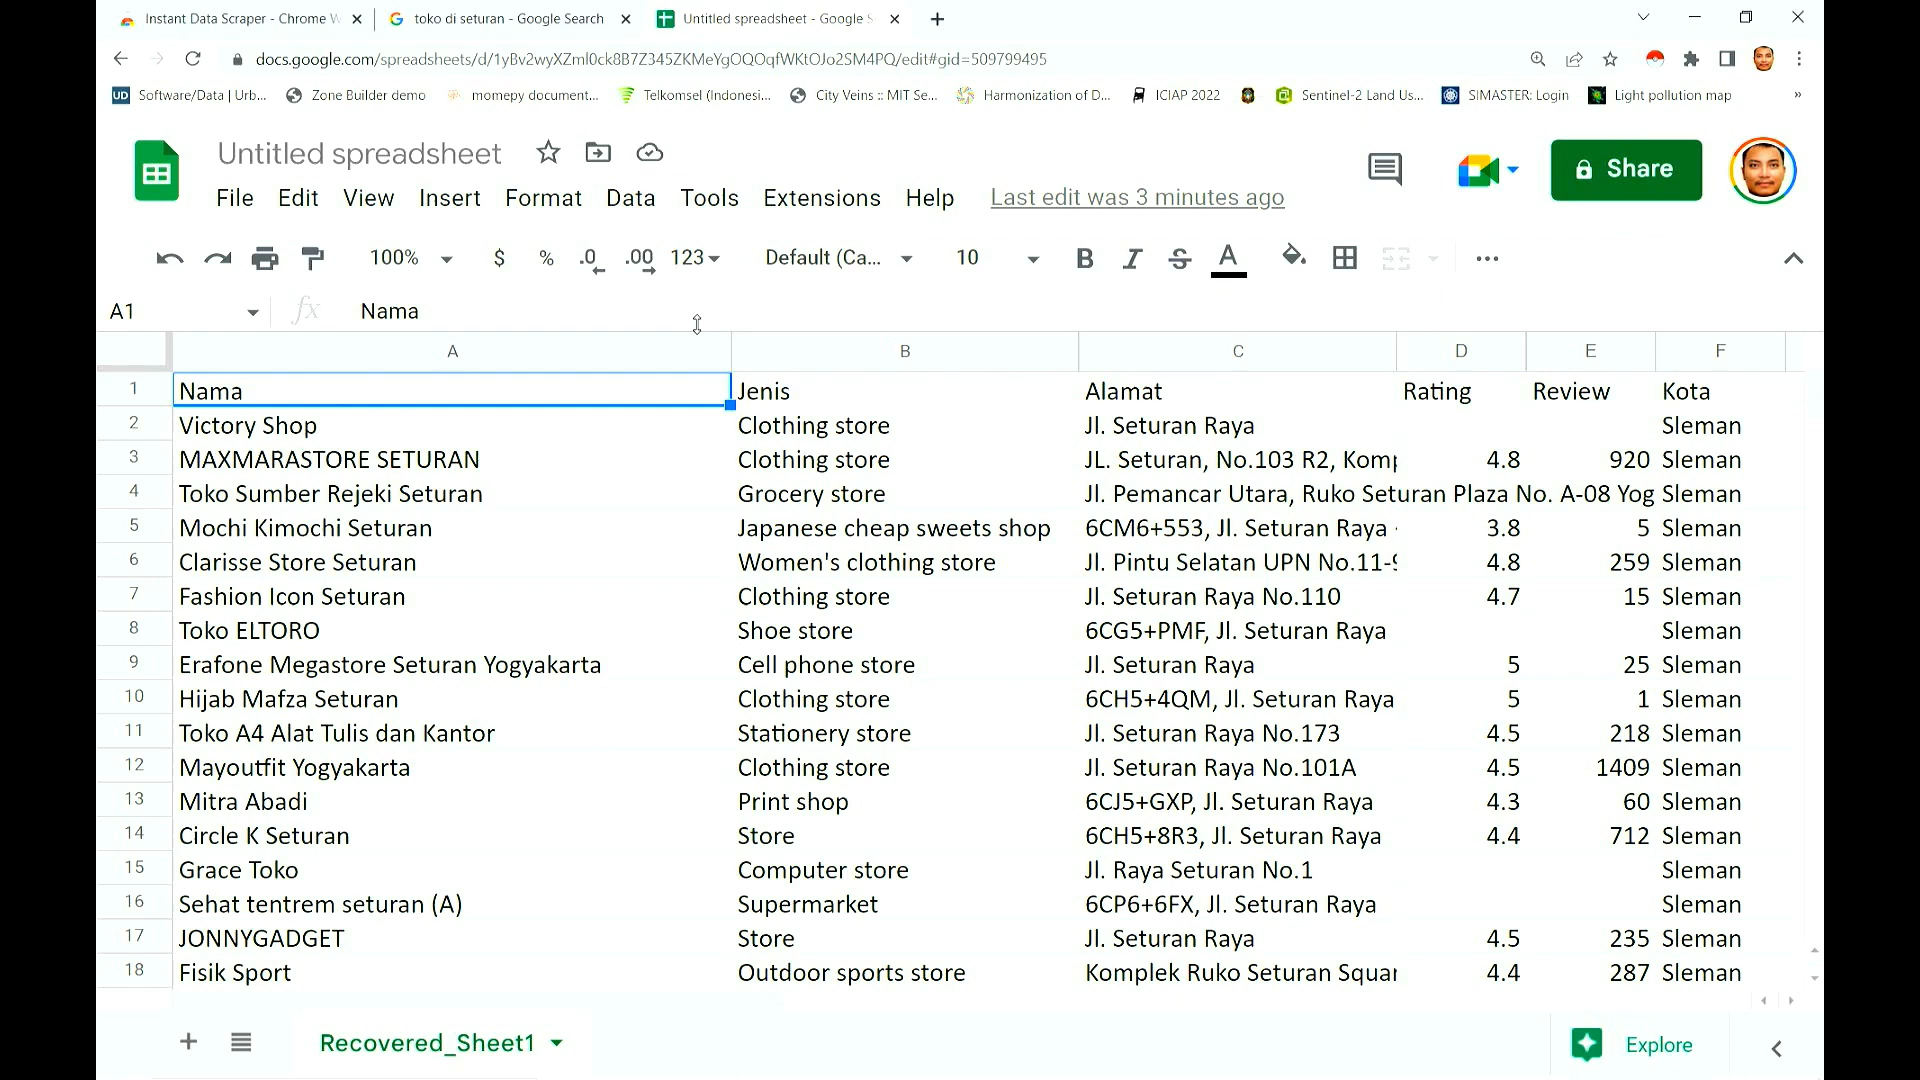 Instant Data Scraper - Chrome W
toko di seturan - Google Search
Untitled spreadsheet - Google S
docs.google.com/spreadsheets/d/1yBv2wyXZml0ck8B7Z345ZKMeYgOQOqfWKtOJo2SM4PQ/edit#gid=509799495
UD Software/Data | Urb... Zone Builder demo momepy document... Telkomsel (Indonesi... City Veins :: MIT Se... Harmonization of D... ICIAP 2022 Sentinel-2 Land Us... SIMASTER: Login Light pollution map »
Untitled spreadsheet
Share
File Edit View Insert Format Data Tools Extensions Help Last edit was 3 minutes ago
100% $ % .0 .00 123 Default (Ca... 10 B I S A
A1 fx Nama
A B C D E F
1 Nama Jenis Alamat Rating Review Kota
2 Victory Shop Clothing store Jl. Seturan Raya Sleman
3 MAXMARASTORE SETURAN Clothing store JL. Seturan, No.103 R2, Komp 4.8 920 Sleman
4 Toko Sumber Rejeki Seturan Grocery store Jl. Pemancar Utara, Ruko Seturan Plaza No. A-08 Yog Sleman
5 Mochi Kimochi Seturan Japanese cheap sweets shop 6CM6+553, Jl. Seturan Raya 3.8 5 Sleman
6 Clarisse Store Seturan Women's clothing store Jl. Pintu Selatan UPN No.11-9 4.8 259 Sleman
7 Fashion Icon Seturan Clothing store Jl. Seturan Raya No.110 4.7 15 Sleman
8 Toko ELTORO Shoe store 6CG5+PMF, Jl. Seturan Raya Sleman
9 Erafone Megastore Seturan Yogyakarta Cell phone store Jl. Seturan Raya 5 25 Sleman
10 Hijab Mafza Seturan Clothing store 6CH5+4QM, Jl. Seturan Raya 5 1 Sleman
11 Toko A4 Alat Tulis dan Kantor Stationery store Jl. Seturan Raya No.173 4.5 218 Sleman
12 Mayoutfit Yogyakarta Clothing store Jl. Seturan Raya No.101A 4.5 1409 Sleman
13 Mitra Abadi Print shop 6CJ5+GXP, Jl. Seturan Raya 4.3 60 Sleman
14 Circle K Seturan Store 6CH5+8R3, Jl. Seturan Raya 4.4 712 Sleman
15 Grace Toko Computer store Jl. Raya Seturan No.1 Sleman
16 Sehat tentrem seturan (A) Supermarket 6CP6+6FX, Jl. Seturan Raya Sleman
17 JONNYGADGET Store Jl. Seturan Raya 4.5 235 Sleman
18 Fisik Sport Outdoor sports store Komplek Ruko Seturan Squar 4.4 287 Sleman
Recovered_Sheet1
Explore